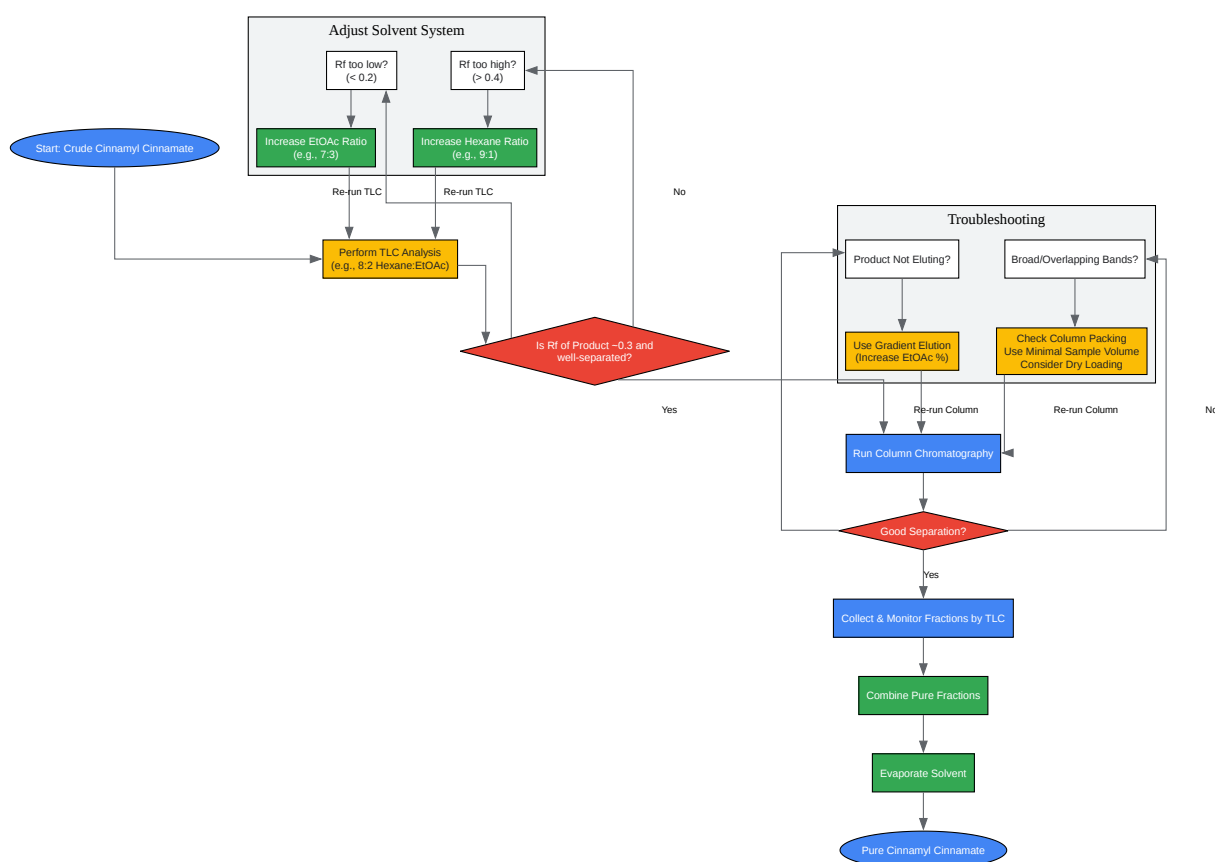 Adjust Solvent System
Rf too low?
(< 0.2)
Rf too high?
(> 0.4)
Start: Crude Cinnamyl Cinnamate
Increase EtOAc Ratio
(e.g., 7:3)
Increase Hexane Ratio
(e.g., 9:1)
Re-run TLC
Re-run TLC
No
Perform TLC Analysis
(e.g., 8:2 Hexane:EtOAc)
Is Rf of Product ~0.3 and
well-separated?
Yes
Troubleshooting
Product Not Eluting?
Broad/Overlapping Bands?
Use Gradient Elution
(Increase EtOAc %)
Check Column Packing
Use Minimal Sample Volume
Consider Dry Loading
Re-run Column
Re-run Column
No
Run Column Chromatography
Good Separation?
Yes
Collect & Monitor Fractions by TLC
Combine Pure Fractions
Evaporate Solvent
Pure Cinnamyl Cinnamate